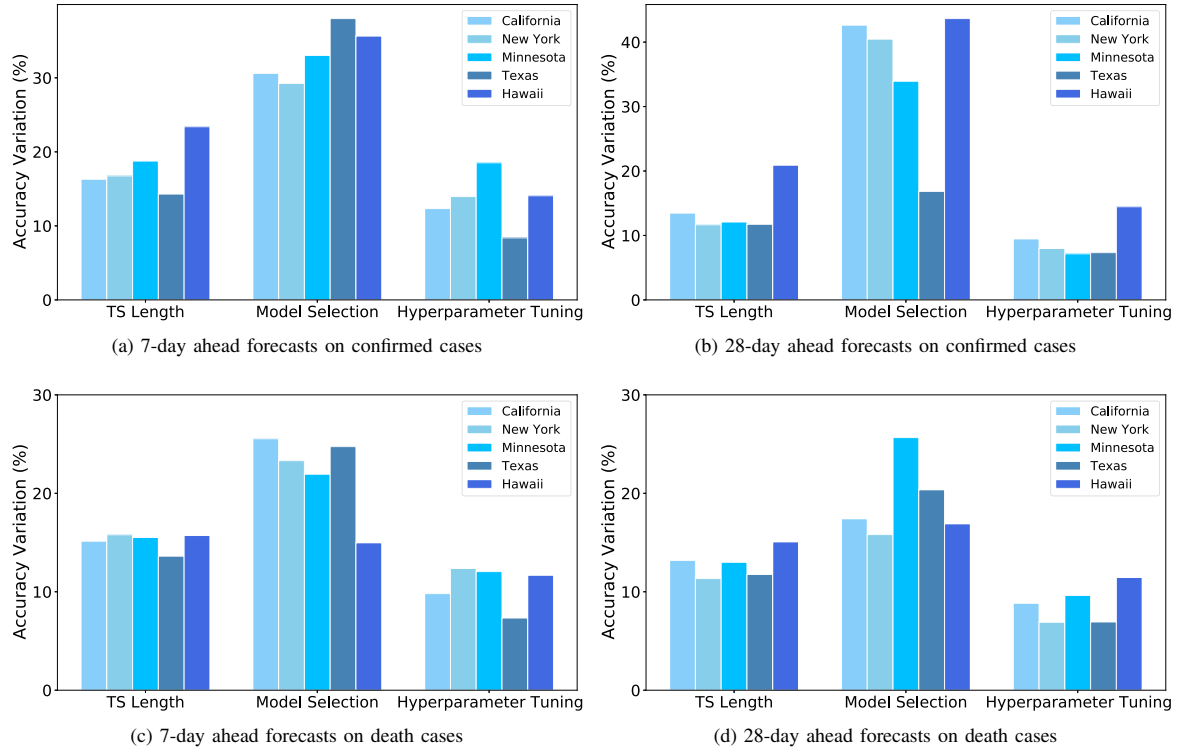 Accuracy Variation (%)
30
20
10
0
California
New York
Minnesota
Texas
Hawaii
TS Length Model Selection Hyperparameter Tuning
(a) 7-day ahead forecasts on confirmed cases
Accuracy Variation (%)
40
30
20
10
0
California
New York
Minnesota
Texas
Hawaii
TS Length Model Selection Hyperparameter Tuning
(b) 28-day ahead forecasts on confirmed cases
Accuracy Variation (%)
30
20
10
0
California
New York
Minnesota
Texas
Hawaii
TS Length Model Selection Hyperparameter Tuning
(c) 7-day ahead forecasts on death cases
Accuracy Variation (%)
30
20
10
0
California
New York
Minnesota
Texas
Hawaii
TS Length Model Selection Hyperparameter Tuning
(d) 28-day ahead forecasts on death cases